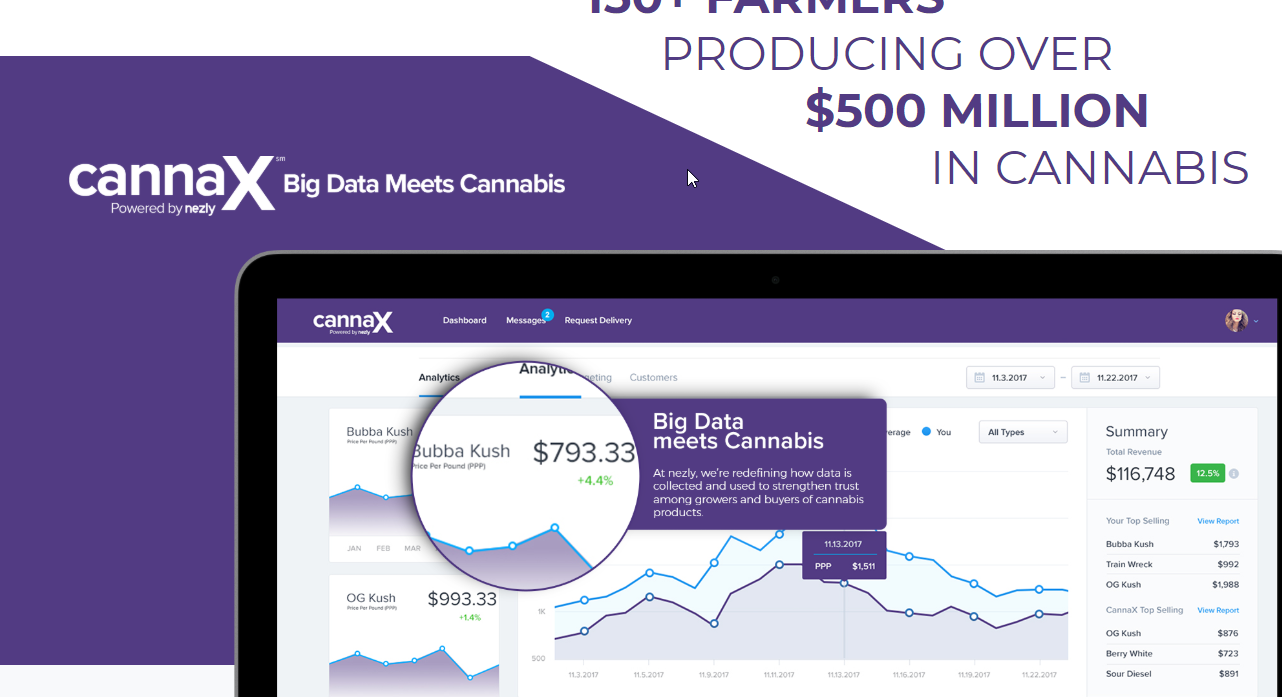 150+ FARMERS
PRODUCING OVER
$500 MILLION
IN CANNABIS
cannaX℠ Big Data Meets Cannabis
Powered by nezly
cannaX
Powered by nezly
Dashboard Messages 2 Request Delivery
Analytics Customers
11.3.2017 – 11.22.2017
Analytic
eting
Bubba Kush
Price Per Pound (PPP)
JAN FEB MAR
Bubba Kush $793.33
Price Per Pound (PPP)
+4.4%
Big Data
meets Cannabis
At nezly, we're redefining how data is
collected and used to strengthen trust
among growers and buyers of cannabis
products.
erage You All Types
11.13.2017
PPP $1,511
OG Kush $993.33
Price Per Pound (PPP)
+1.4%
1K
500
11.3.2017 11.5.2017 11.9.2017 11.11.2017 11.13.2017 11.16.2017 11.19.2017 11.22.2017
Summary
Total Revenue
$116,748 12.5%
Your Top Selling View Report
Bubba Kush $1,793
Train Wreck $992
OG Kush $1,988
CannaX Top Selling View Report
OG Kush $876
Berry White $723
Sour Diesel $891